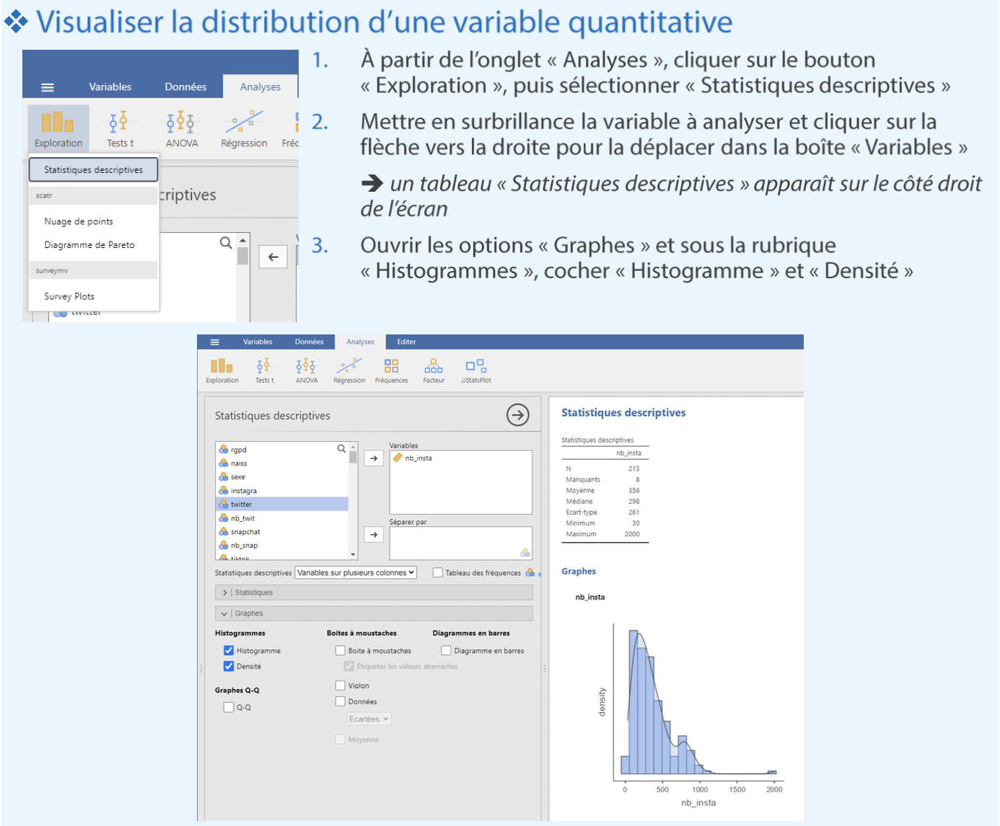 ❖ Visualiser la distribution d’une variable quantitative
Variables Données Analyses
Exploration Tests t ANOVA Régression Fréq
Statistiques descriptives
scatr
criptives
Nuage de points
Diagramme de Pareto
surveymv
Survey Plots
twitter
1. À partir de l’onglet « Analyses », cliquer sur le bouton
« Exploration », puis sélectionner « Statistiques descriptives »
2. Mettre en surbrillance la variable à analyser et cliquer sur la
flèche vers la droite pour la déplacer dans la boîte « Variables »
➔ un tableau « Statistiques descriptives » apparaît sur le côté droit
de l’écran
3. Ouvrir les options « Graphes » et sous la rubrique
« Histogrammes », cocher « Histogramme » et « Densité »
Variables Données Analyses Editer
Exploration Tests t ANOVA Régression Fréquences Facteur JJStatsPlot
Statistiques descriptives
rgpd
naiss
sexe
instagra
twitter
nb_twit
snapchat
nb_snap
tiktok
Variables
nb_insta
Séparer par
Statistiques descriptives Variables sur plusieurs colonnes Tableau des fréquences
> | Statistiques
| Graphes
Histogrammes Boites à moustaches Diagrammes en barres
Histogramme Boite à moustaches Diagramme en barres
Densité Étiqueter les valeurs aberrantes
Violon
Graphes Q-Q
Données
Q-Q
Ecartées
Moyenne
Statistiques descriptives
Statistiques descriptives
nb_insta
N 213
Manquants 8
Moyenne 356
Médiane 298
Ecart-type 261
Minimum 30
Maximum 2000
Graphes
nb_insta
density
0 500 1000 1500 2000
nb_insta